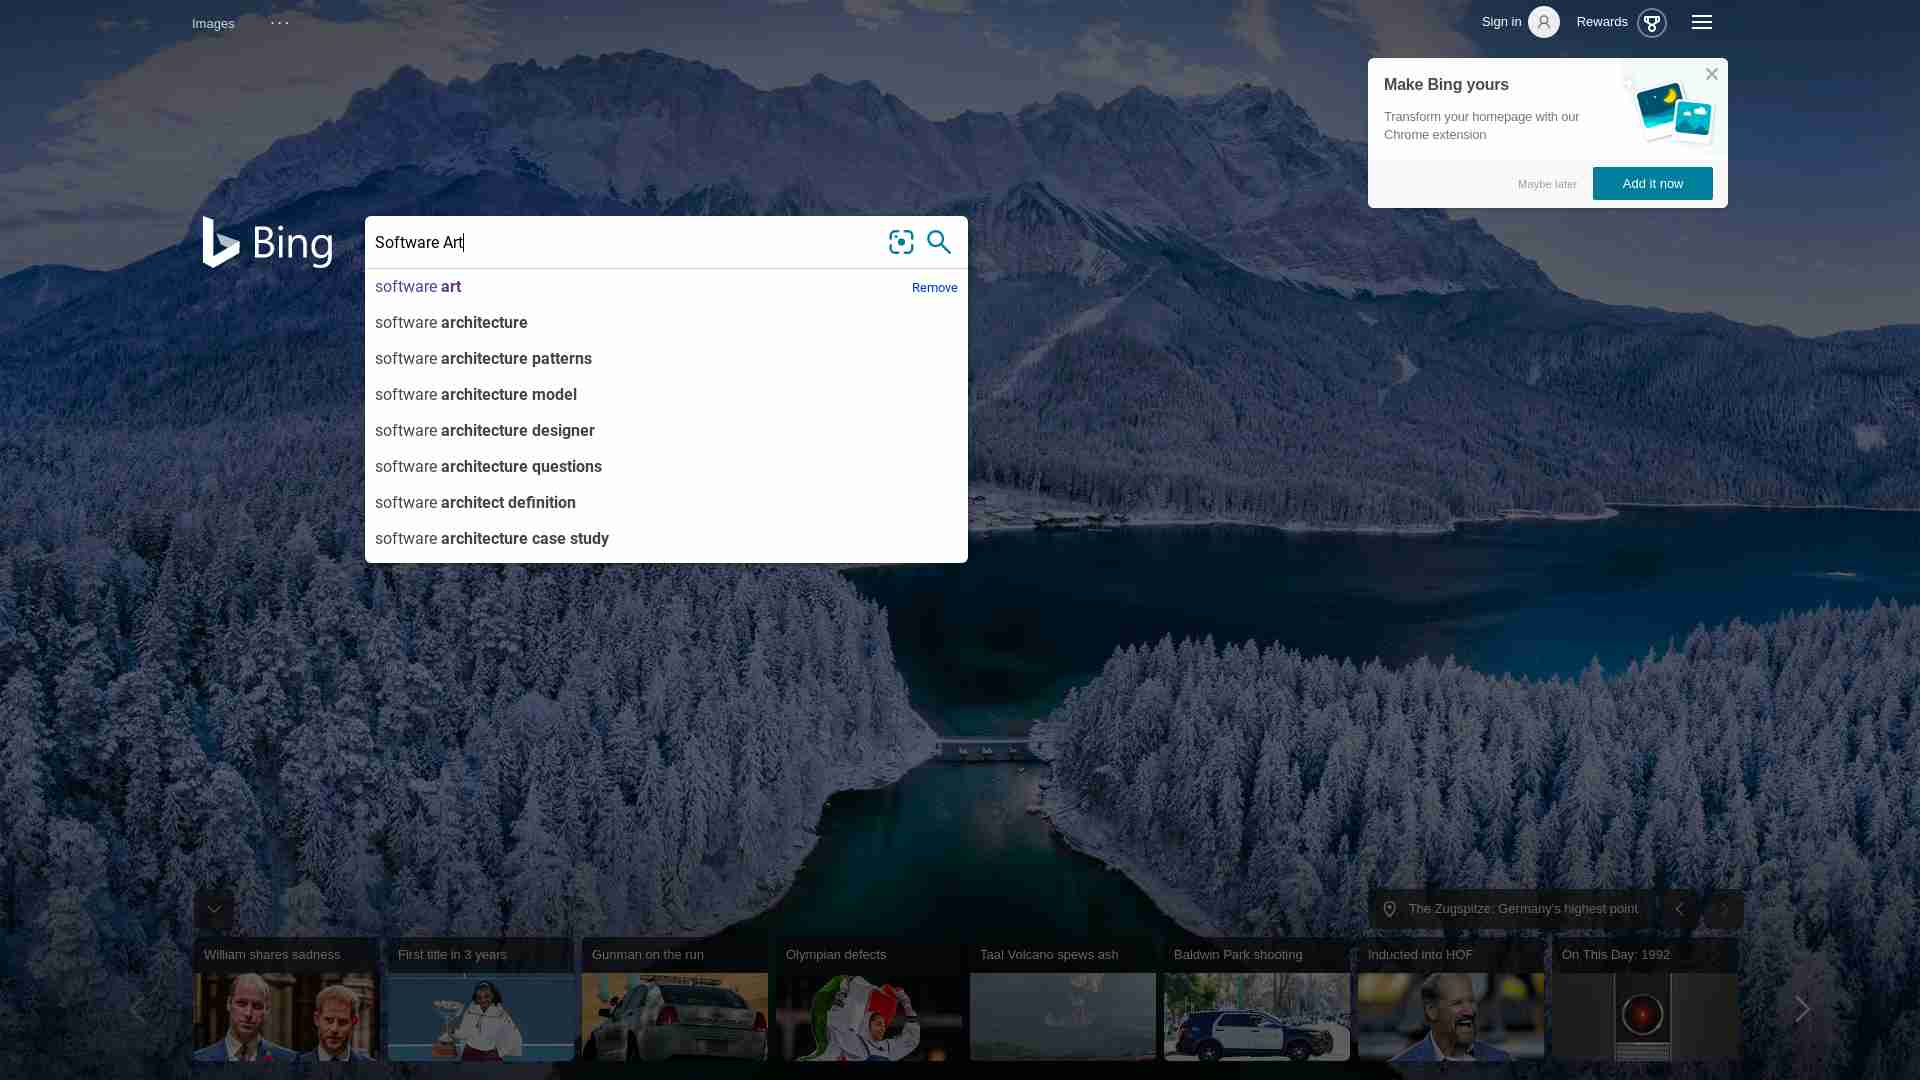 Images
...
Sign in
Rewards
Make Bing yours
Transform your homepage with our
Chrome extension
Maybe later
Add it now
Bing
Software Art
software art
Remove
software architecture
software architecture patterns
software architecture model
software architecture designer
software architecture questions
software architect definition
software architecture case study
The Zugspitze: Germany's highest point
William shares sadness
First title in 3 years
Gunman on the run
Olympian defects
Taal Volcano spews ash
Baldwin Park shooting
Inducted into HOF
On This Day: 1992